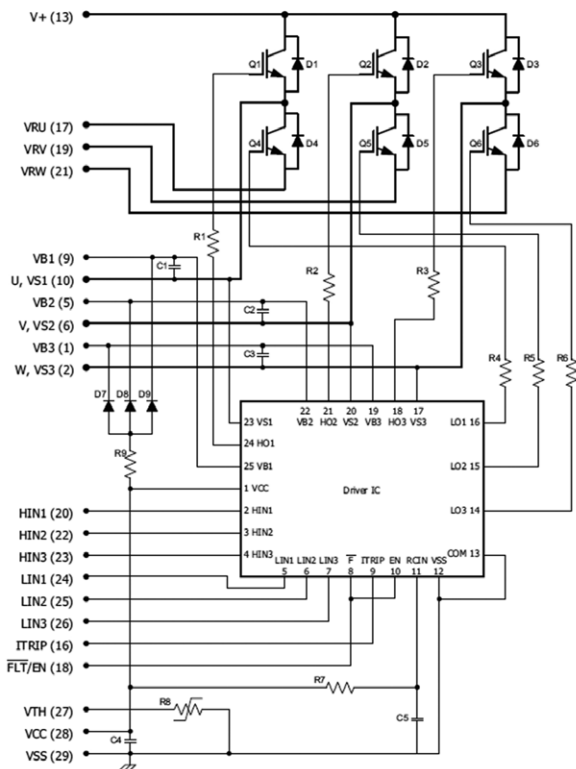 V+ (13)
Q1
D1
Q2
D2
Q3
D3
VRU (17)
VRV (19)
VRW (21)
Q4
D4
Q5
D5
Q6
D6
R1
VB1 (9)
C1
U, VS1 (10)
R2
R3
VB2 (5)
C2
V, VS2 (6)
VB3 (1)
C3
W, VS3 (2)
R4
R5
R6
D7
D8
D9
22
21
20
19
18
17
VB2
HO2
VS2
VB3
HO3
VS3
23 VS1
LO1 16
24 HO1
R9
25 VB1
LO2 15
1 VCC
Driver IC
HIN1 (20)
2 HIN1
LO3 14
HIN2 (22)
3 HIN2
HIN3 (23)
4 HIN3
COM 13
LIN1
LIN2
LIN3
F
ITRIP
EN
RCIN
VSS
5
6
7
8
9
10
11
12
LIN1 (24)
LIN2 (25)
LIN3 (26)
ITRIP (16)
FLT/EN (18)
R7
VTH (27)
R8
C5
VCC (28)
C4
VSS (29)